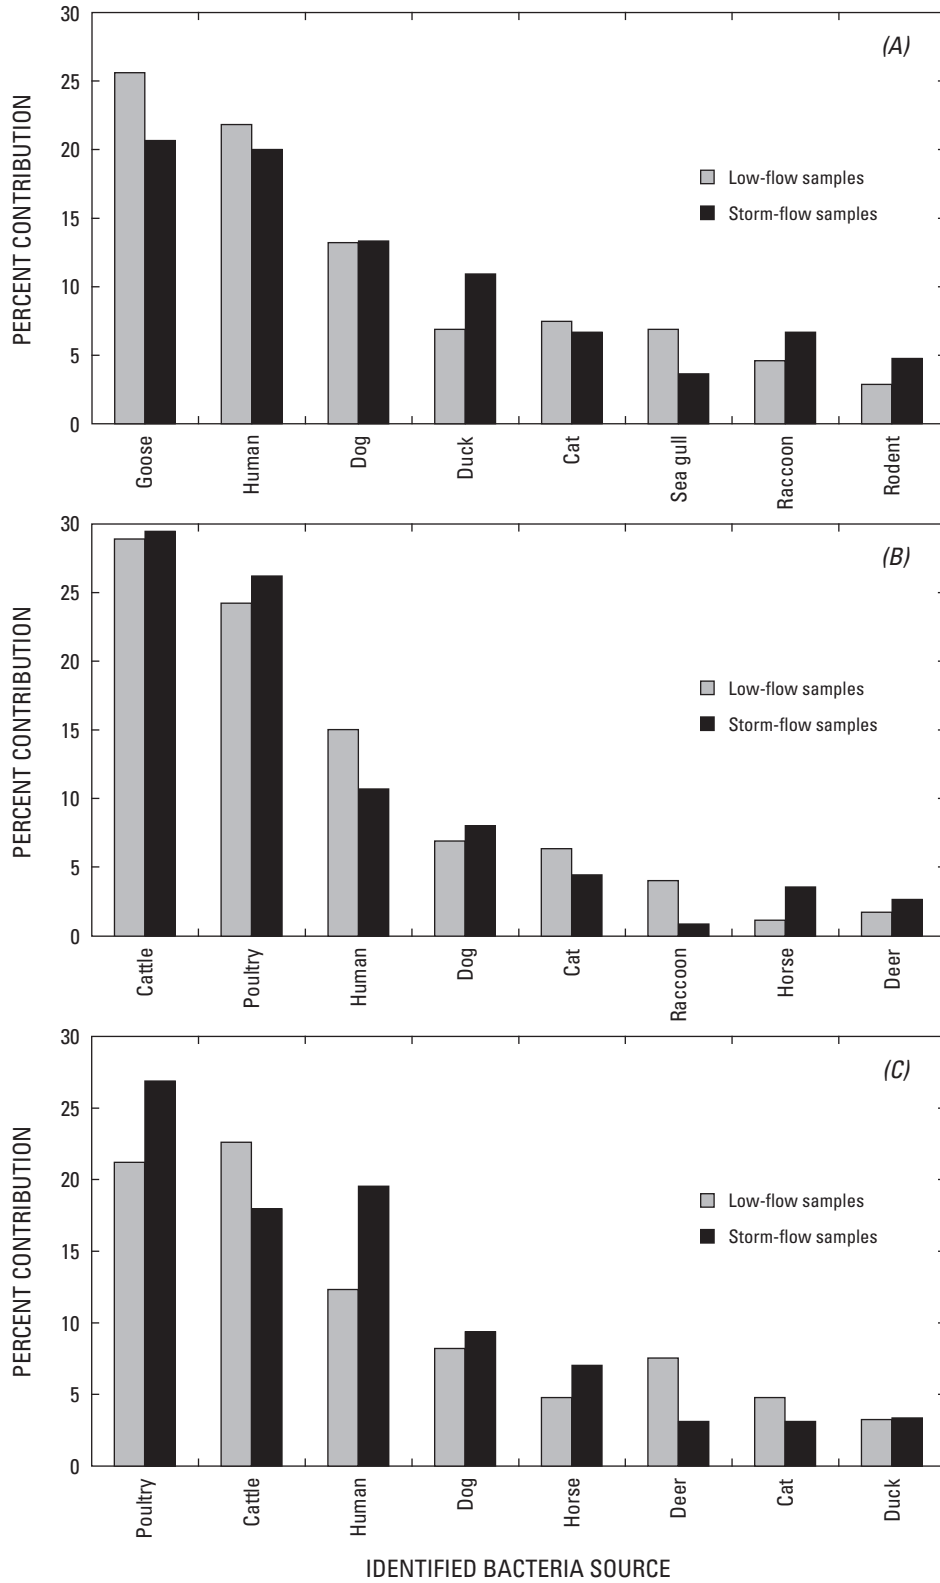 (A)
PERCENT CONTRIBUTION
30
25
20
15
10
5
0
Low-flow samples
Storm-flow samples
Goose
Human
Dog
Duck
Cat
Sea gull
Raccoon
Rodent
(B)
PERCENT CONTRIBUTION
30
25
20
15
10
5
0
Low-flow samples
Storm-flow samples
Cattle
Poultry
Human
Dog
Cat
Raccoon
Horse
Deer
(C)
PERCENT CONTRIBUTION
30
25
20
15
10
5
0
Low-flow samples
Storm-flow samples
Poultry
Cattle
Human
Dog
Horse
Deer
Cat
Duck
IDENTIFIED BACTERIA SOURCE